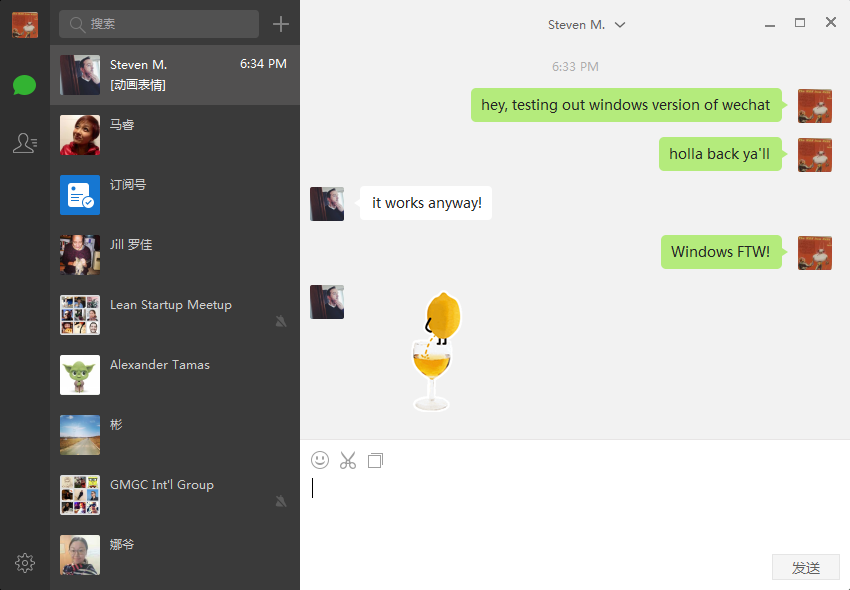 搜索
Steven M.
6:34 PM
[动画表情]
马睿
订阅号
Jill 罗佳
Lean Startup Meetup
Alexander Tamas
彬
GMGC Int'l Group
娜爷
Steven M.
6:33 PM
hey, testing out windows version of wechat
holla back ya'll
it works anyway!
Windows FTW!
发送